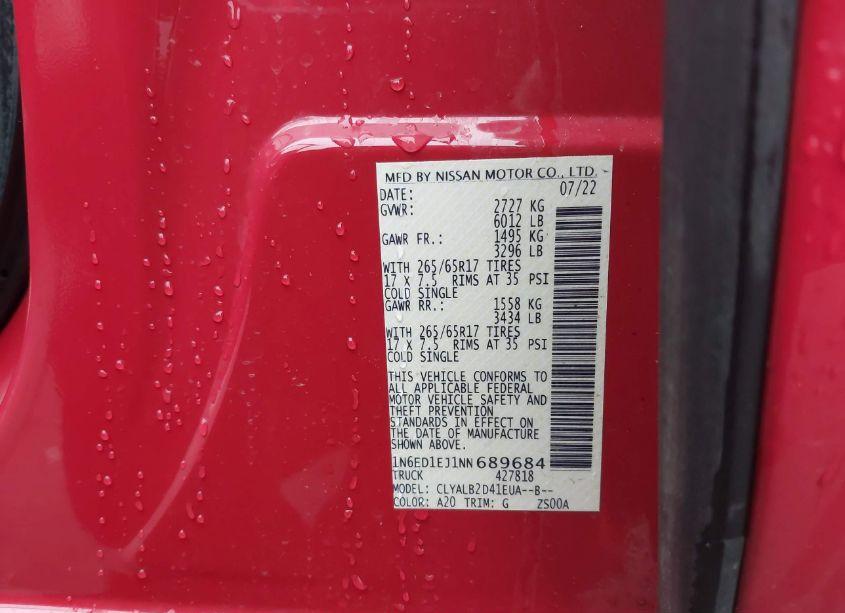 MFD BY NISSAN MOTOR CO., LTD.
DATE: 07/22
GVWR: 2727 KG
6012 LB
GAWR FR.: 1495 KG
3296 LB
WITH 265/65R17 TIRES
17 X 7.5 RIMS AT 35 PSI
COLD SINGLE
GAWR RR.: 1558 KG
3434 LB
WITH 265/65R17 TIRES
17 X 7.5 RIMS AT 35 PSI
COLD SINGLE
THIS VEHICLE CONFORMS TO
ALL APPLICABLE FEDERAL
MOTOR VEHICLE SAFETY AND
THEFT PREVENTION
STANDARDS IN EFFECT ON
THE DATE OF MANUFACTURE
SHOWN ABOVE.
1N6ED1EJ1NN689684
TRUCK 427818
MODEL: CLYALB2D41EUA--B--
COLOR: A20 TRIM: G ZS00A